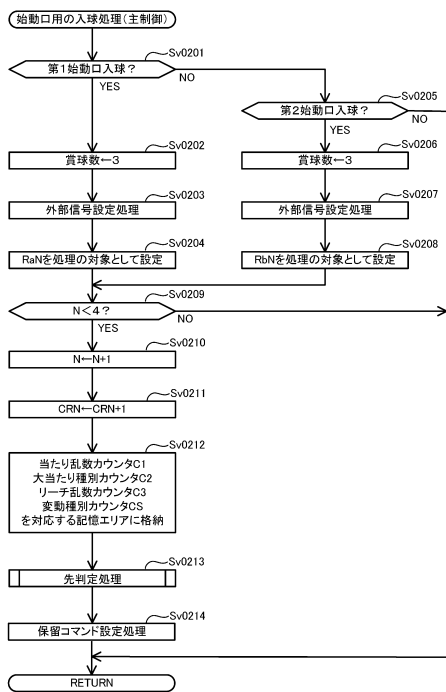 始動口用の入球処理(主制御)
Sv0201
第1始動口入球?
NO
YES
Sv0205
第2始動口入球?
NO
YES
Sv0202
賞球数←3
Sv0206
賞球数←3
Sv0203
外部信号設定処理
Sv0207
外部信号設定処理
Sv0204
RaNを処理の対象として設定
Sv0208
RbNを処理の対象として設定
Sv0209
N<4?
NO
YES
Sv0210
N←N+1
Sv0211
CRN←CRN+1
Sv0212
当たり乱数カウンタC1
大当たり種別カウンタC2
リーチ乱数カウンタC3
変動種別カウンタCS
を対応する記憶エリアに格納
Sv0213
先判定処理
Sv0214
保留コマンド設定処理
RETURN